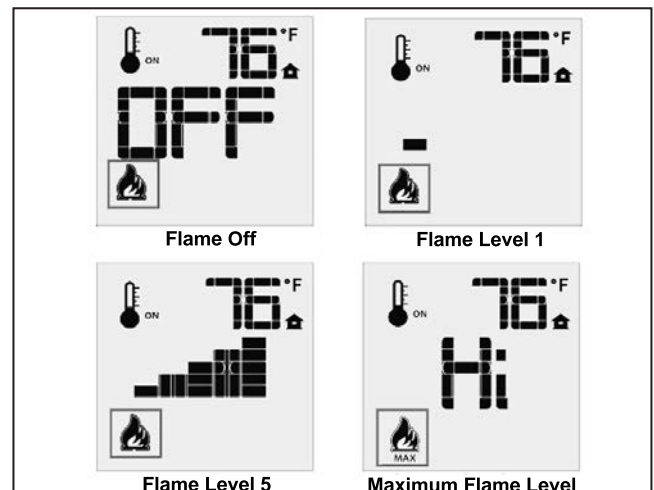 76 °F
ON
OFF
Flame Off
76 °F
ON
Flame Level 1
76 °F
ON
Flame Level 5
76 °F
ON
Hi
MAX
Maximum Flame Level